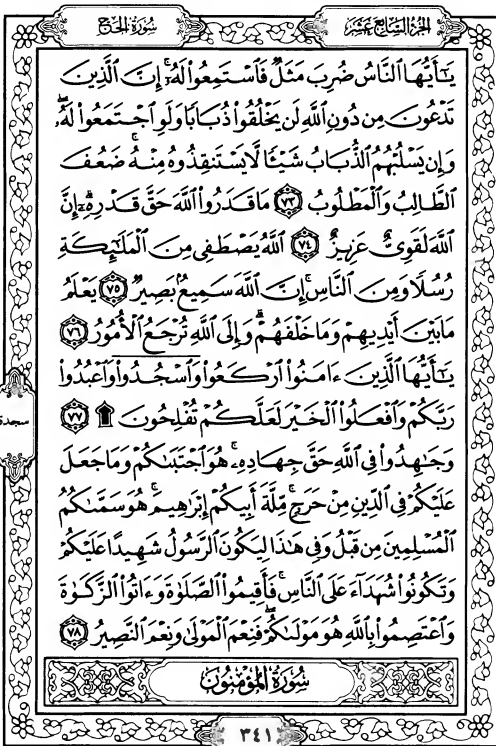 الجزء السابع عشر
سورة الحج
يَٰٓأَيُّهَا ٱلنَّاسُ ضُرِبَ مَثَلٌ فَٱسْتَمِعُوا۟ لَهُۥٓ ۚ إِنَّ ٱلَّذِينَ
تَدْعُونَ مِن دُونِ ٱللَّهِ لَن يَخْلُقُوا۟ ذُبَابًا وَلَوِ ٱجْتَمَعُوا۟ لَهُۥ ۖ
وَإِن يَسْلُبْهُمُ ٱلذُّبَابُ شَيْـًٔا لَّا يَسْتَنقِذُوهُ مِنْهُ ۚ ضَعُفَ
ٱلطَّالِبُ وَٱلْمَطْلُوبُ ٧٣ مَا قَدَرُوا۟ ٱللَّهَ حَقَّ قَدْرِهِۦٓ ۗ إِنَّ
ٱللَّهَ لَقَوِىٌّ عَزِيزٌ ٧٤ ٱللَّهُ يَصْطَفِى مِنَ ٱلْمَلَٰٓئِكَةِ
رُسُلًا وَمِنَ ٱلنَّاسِ ۚ إِنَّ ٱللَّهَ سَمِيعٌۢ بَصِيرٌ ٧٥ يَعْلَمُ
مَا بَيْنَ أَيْدِيهِمْ وَمَا خَلْفَهُمْ ۗ وَإِلَى ٱللَّهِ تُرْجَعُ ٱلْأُمُورُ ٧٦
يَٰٓأَيُّهَا ٱلَّذِينَ ءَامَنُوا۟ ٱرْكَعُوا۟ وَٱسْجُدُوا۟ وَٱعْبُدُوا۟
رَبَّكُمْ وَٱفْعَلُوا۟ ٱلْخَيْرَ لَعَلَّكُمْ تُفْلِحُونَ ۩ ٧٧
سجدة
وَجَٰهِدُوا۟ فِى ٱللَّهِ حَقَّ جِهَادِهِۦ ۚ هُوَ ٱجْتَبَىٰكُمْ وَمَا جَعَلَ
عَلَيْكُمْ فِى ٱلدِّينِ مِنْ حَرَجٍ ۚ مِّلَّةَ أَبِيكُمْ إِبْرَٰهِيمَ ۚ هُوَ سَمَّىٰكُمُ
ٱلْمُسْلِمِينَ مِن قَبْلُ وَفِى هَٰذَا لِيَكُونَ ٱلرَّسُولُ شَهِيدًا عَلَيْكُمْ
وَتَكُونُوا۟ شُهَدَآءَ عَلَى ٱلنَّاسِ ۚ فَأَقِيمُوا۟ ٱلصَّلَوٰةَ وَءَاتُوا۟ ٱلزَّكَوٰةَ
وَٱعْتَصِمُوا۟ بِٱللَّهِ هُوَ مَوْلَىٰكُمْ ۖ فَنِعْمَ ٱلْمَوْلَىٰ وَنِعْمَ ٱلنَّصِيرُ ٧٨
سُورَةُ المُؤْمِنُونَ
٣٤١